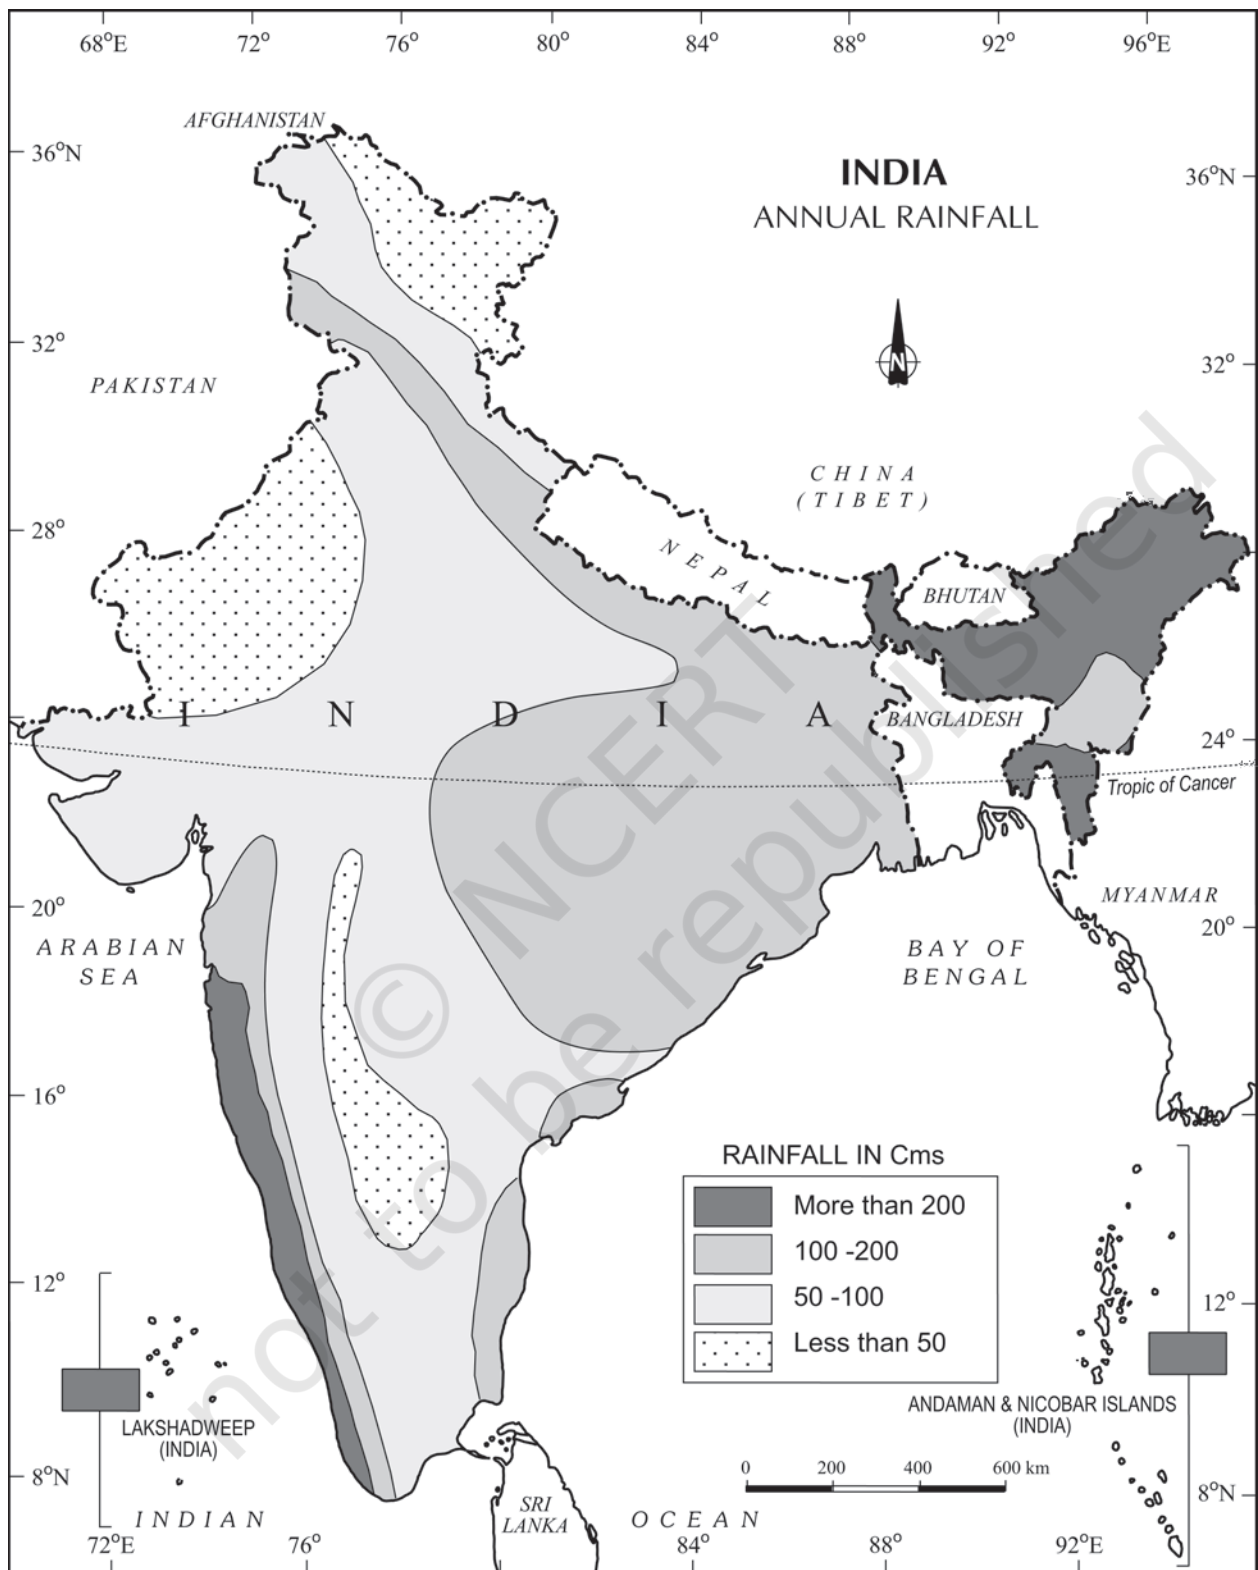 68°E 72° 76° 80° 84° 88° 92° 96°E
AFGHANISTAN
36°N
INDIA
36°N
ANNUAL RAINFALL
N
32°
32°
PAKISTAN
CHINA
(TIBET)
28°
NEPAL
BHUTAN
I N D I A
BANGLADESH
24°
Tropic of Cancer
MYANMAR
20°
20°
ARABIAN
SEA
BAY OF
BENGAL
© NCERT
not to be republished
16°
RAINFALL IN Cms
More than 200
100 -200
50 -100
Less than 50
12°
12°
LAKSHADWEEP
(INDIA)
ANDAMAN & NICOBAR ISLANDS
(INDIA)
8°N
0 200 400 600 km
8°N
SRI
LANKA
INDIAN OCEAN
72°E 76° 84° 88° 92°E